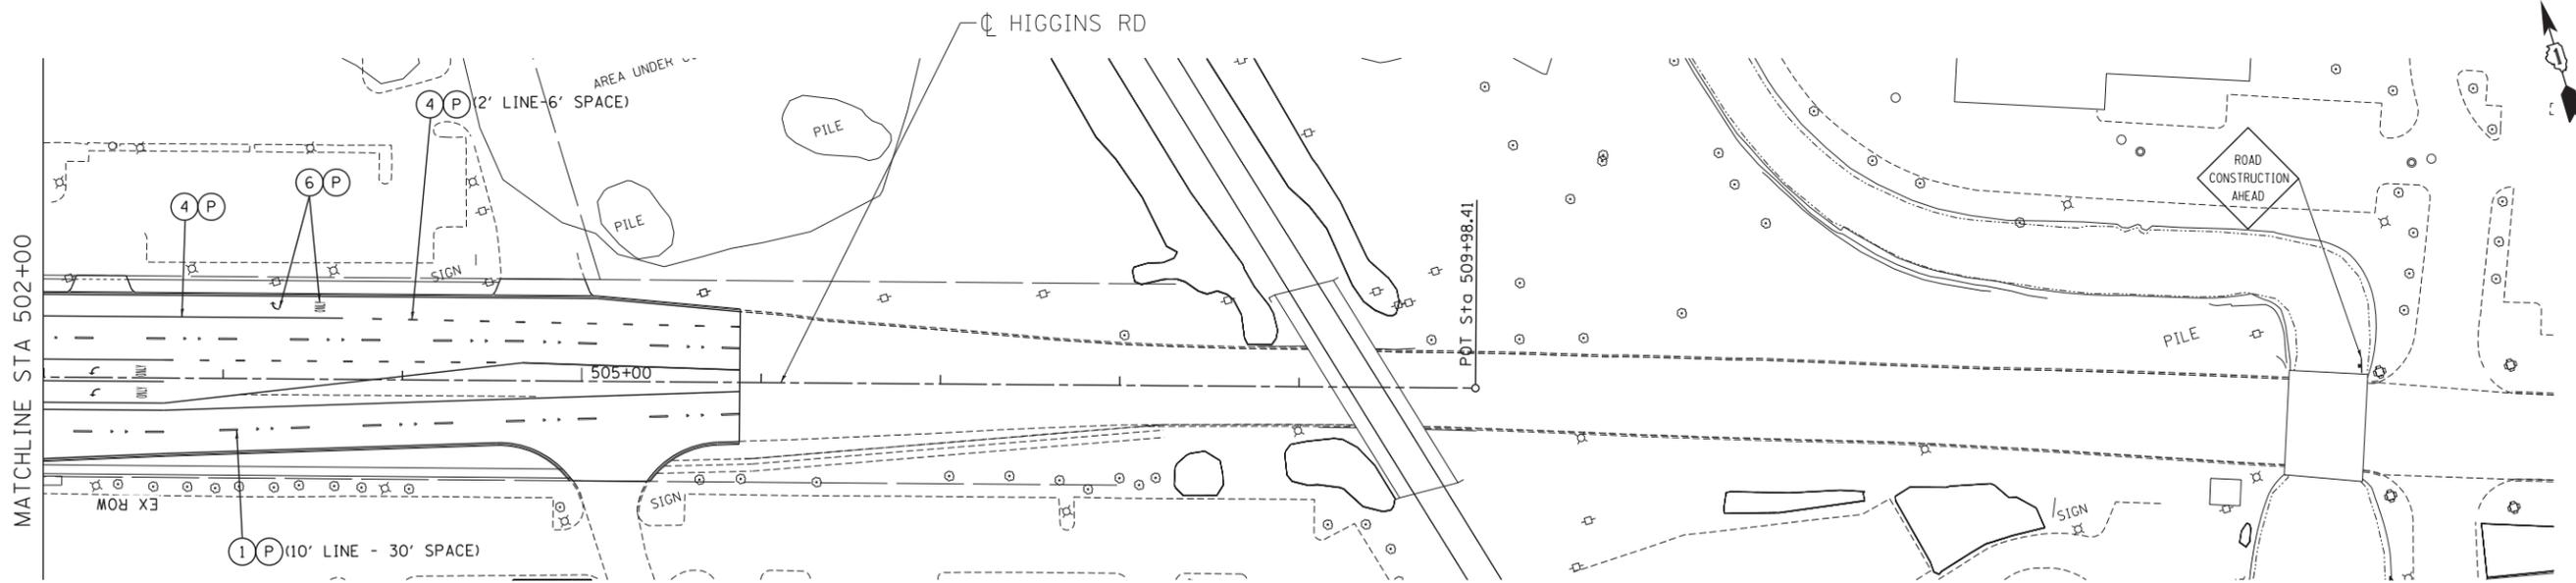 ℄ HIGGINS RD
AREA UNDER
4 P (2' LINE-6' SPACE)
PILE
ROAD
CONSTRUCTION
AHEAD
6 P
4 P
PILE
POT Sta 509+98.41
MATCHLINE STA 502+00
SIGN
ONLY
PILE
505+00
ONLY
ONLY
EX ROW
SIGN
SIGN
1 P (10' LINE - 30' SPACE)